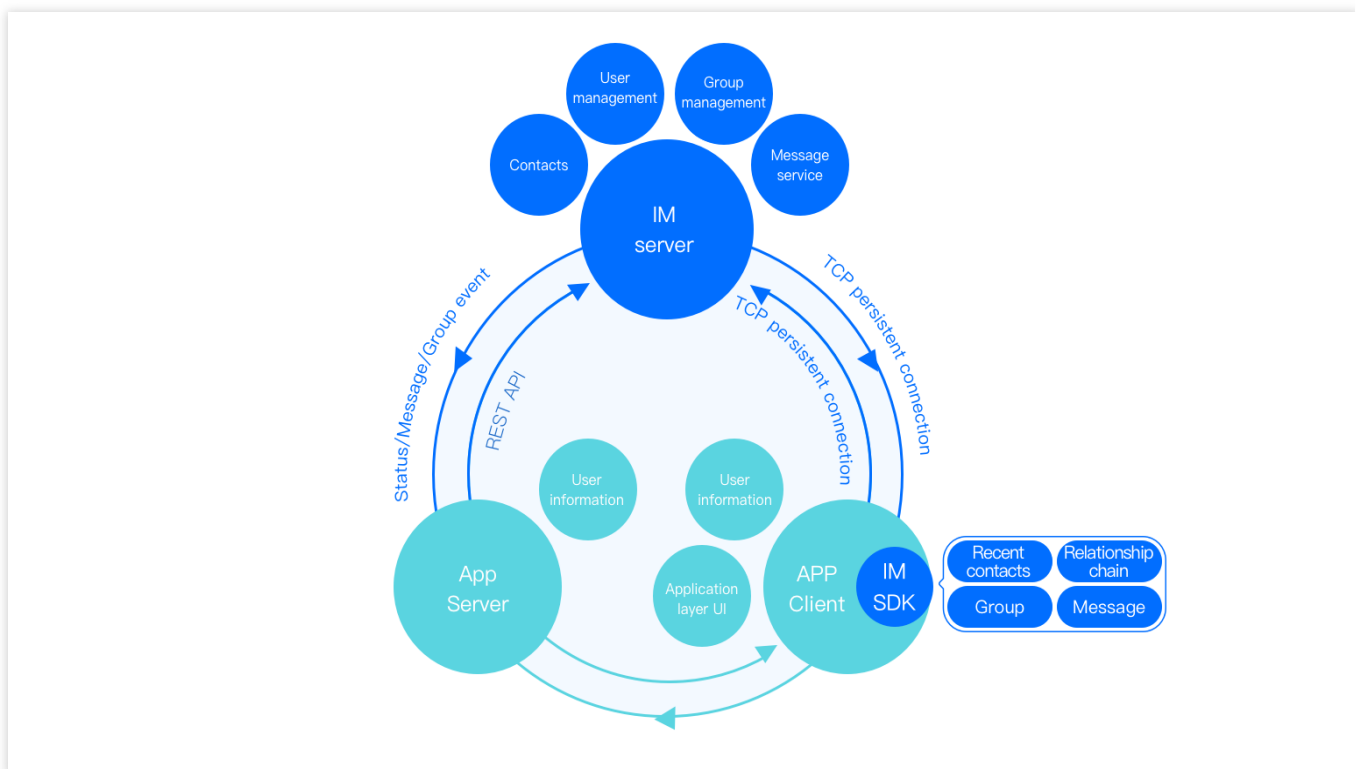 User
management
Group
management
Contacts
Message
service
IM
server
Status/Message/Group event
REST API
TCP persistent connection
TCP persistent connection
User
information
User
information
App
Server
Application
layer UI
APP
Client
IM
SDK
Recent
contacts
Relationship
chain
Group
Message